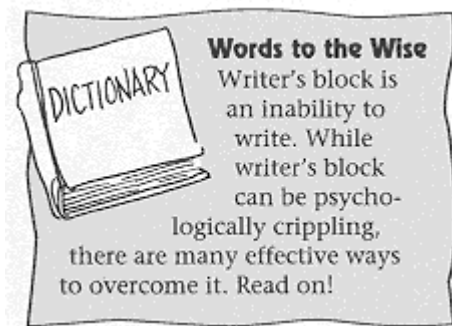 Words to the Wise
DICTIONARY
Writer's block is
an inability to
write. While
writer's block
can be psycho-
logically crippling,
there are many effective ways
to overcome it. Read on!